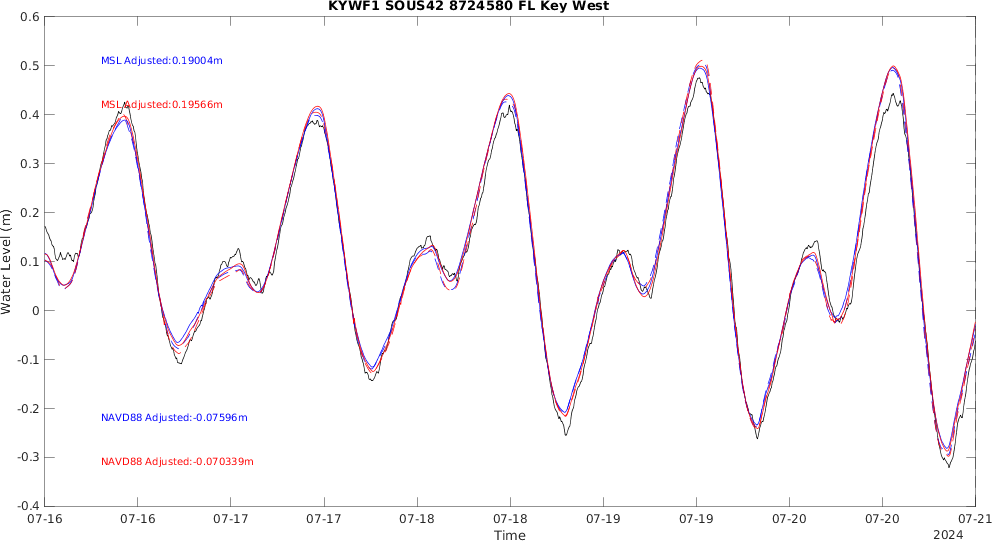 KYWF1 SOUS42 8724580 FL Key West
0.6
0.5
0.4
0.3
0.2
0.1
0
-0.1
-0.2
-0.3
-0.4
Water Level (m)
MSL Adjusted:0.19004m
MSL Adjusted:0.19566m
NAVD88 Adjusted:-0.07596m
NAVD88 Adjusted:-0.070339m
07-16 07-16 07-17 07-17 07-18 07-18 07-19 07-19 07-20 07-20 07-21
Time
2024